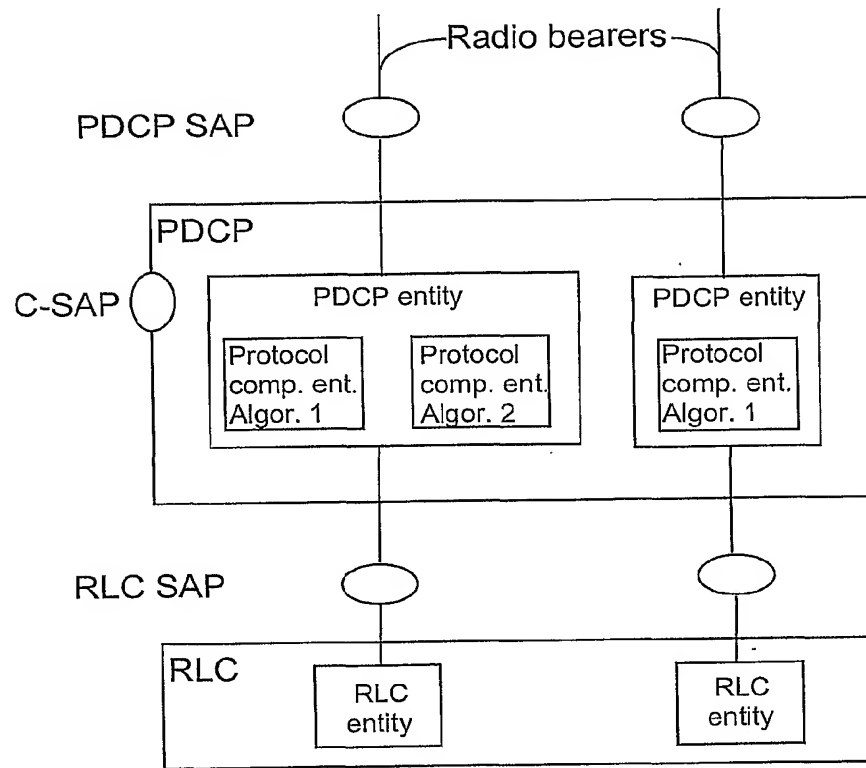 Radio bearers
PDCP SAP
PDCP
C-SAP
PDCP entity
Protocol
comp. ent.
Algor. 1
Protocol
comp. ent.
Algor. 2
PDCP entity
Protocol
comp. ent.
Algor. 1
RLC SAP
RLC
RLC
entity
RLC
entity